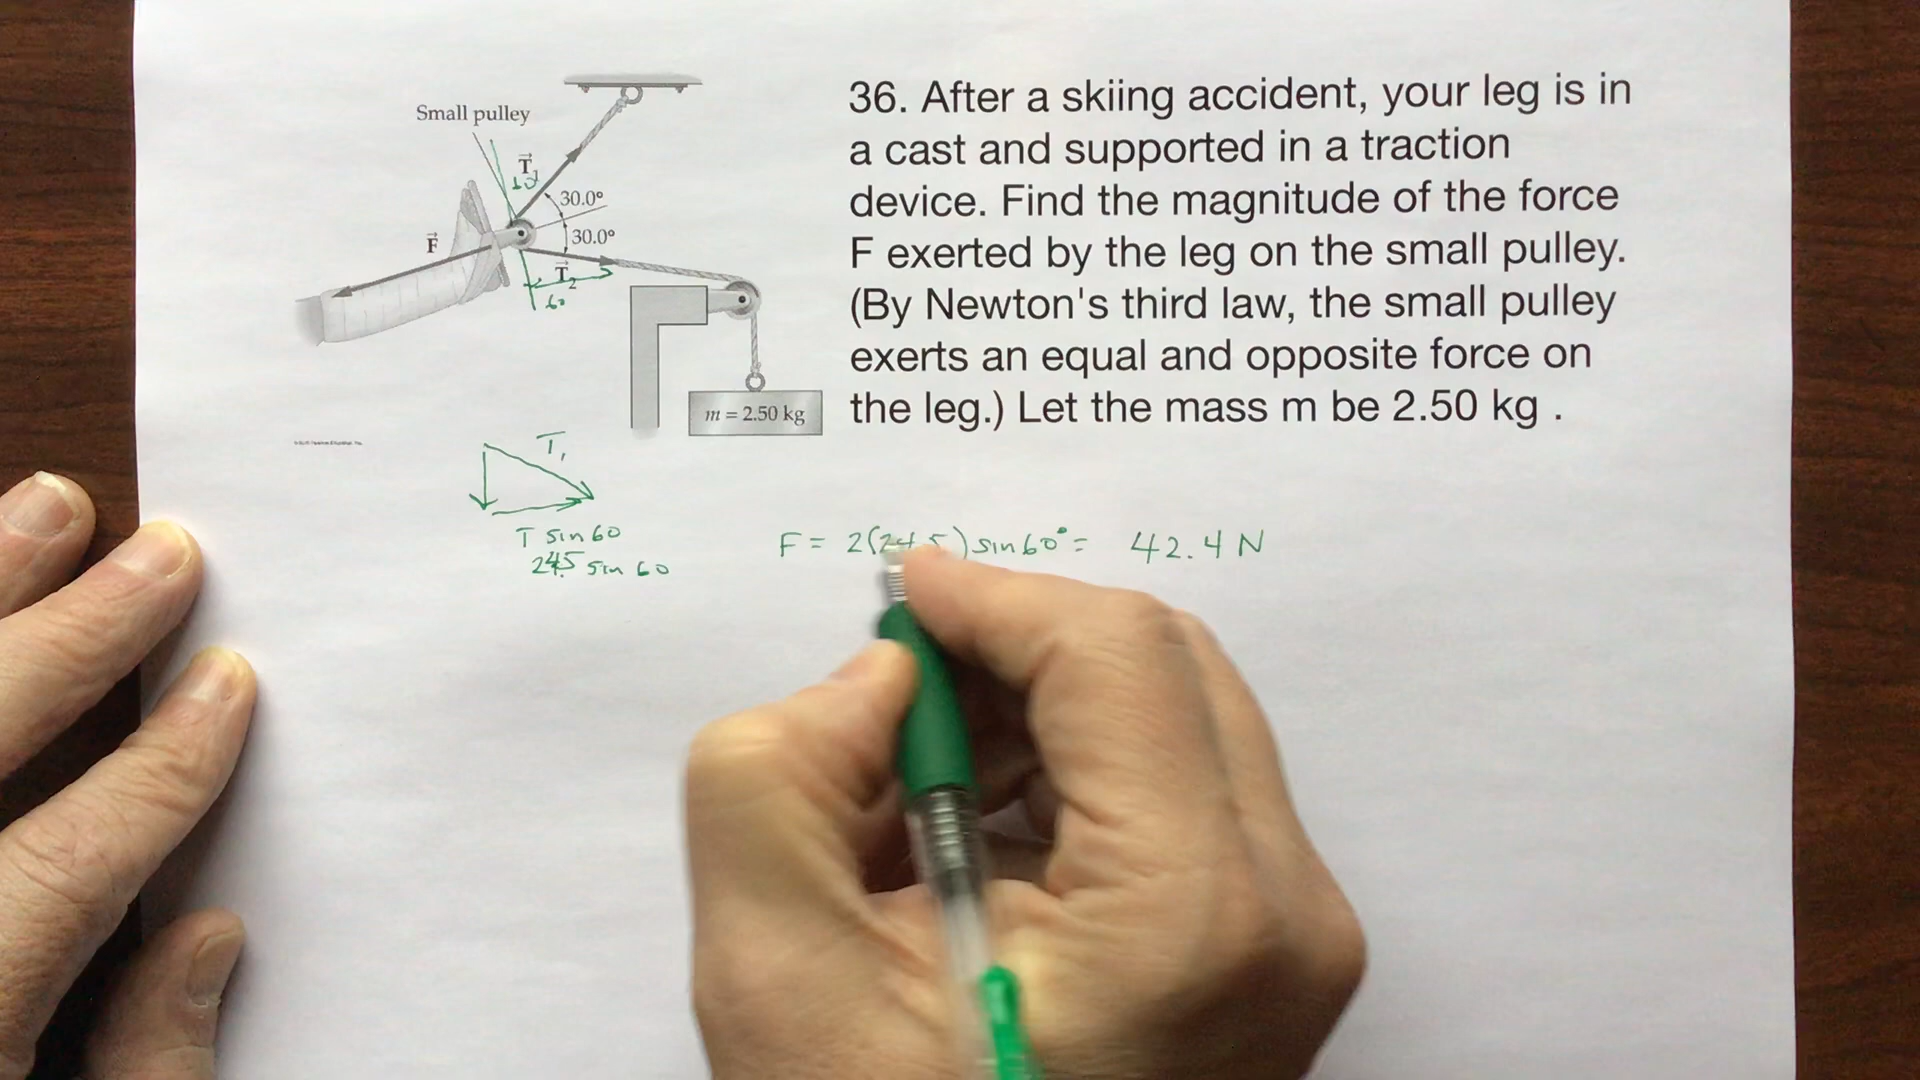 Small pulley
T₁
60
30.0°
F
30.0°
T₂
60
m = 2.50 kg
36. After a skiing accident, your leg is in
a cast and supported in a traction
device. Find the magnitude of the force
F exerted by the leg on the small pulley.
(By Newton's third law, the small pulley
exerts an equal and opposite force on
the leg.) Let the mass m be 2.50 kg .
T₁
T sin 60
24.5 sin 60
F = 2(24.5) sin 60° = 42.4 N